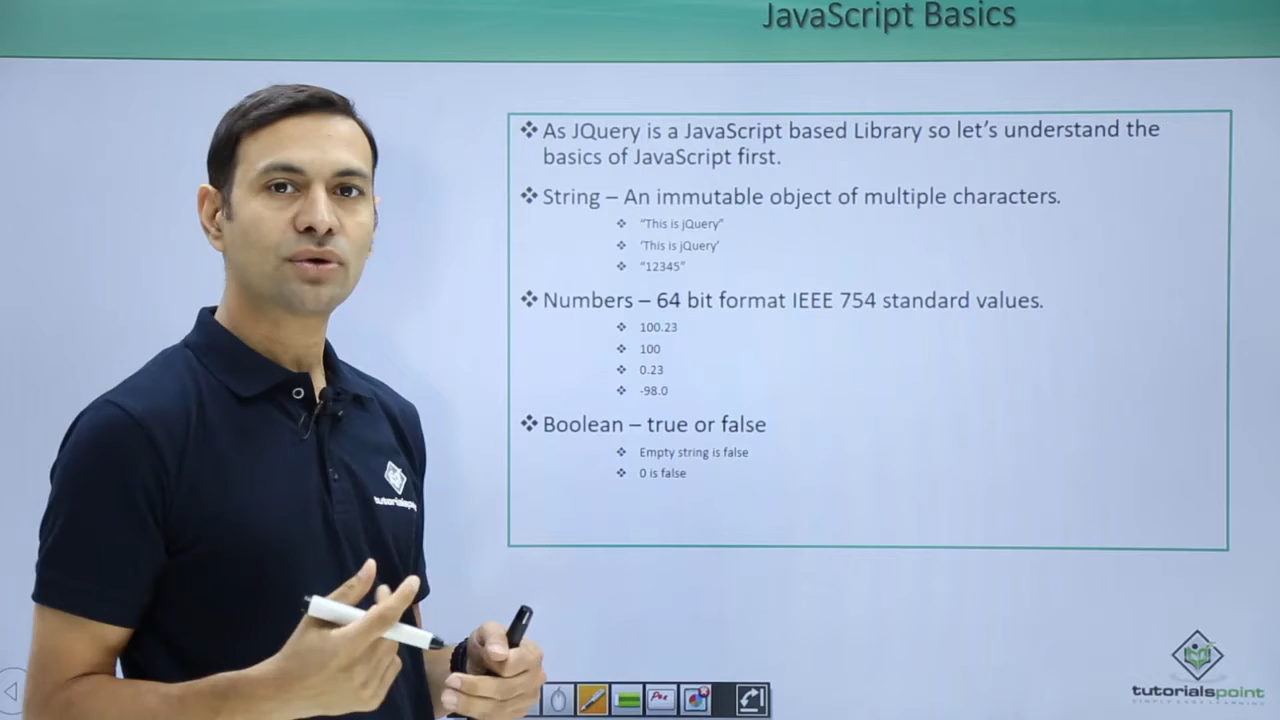 JavaScript Basics
As JQuery is a JavaScript based Library so let's understand the
basics of JavaScript first.
String – An immutable object of multiple characters.
"This is jQuery"
'This is jQuery'
"12345"
Numbers – 64 bit format IEEE 754 standard values.
100.23
100
0.23
-98.0
Boolean – true or false
Empty string is false
0 is false
tutorialspoint
tutorialspoint
SIMPLY EASY LEARNING